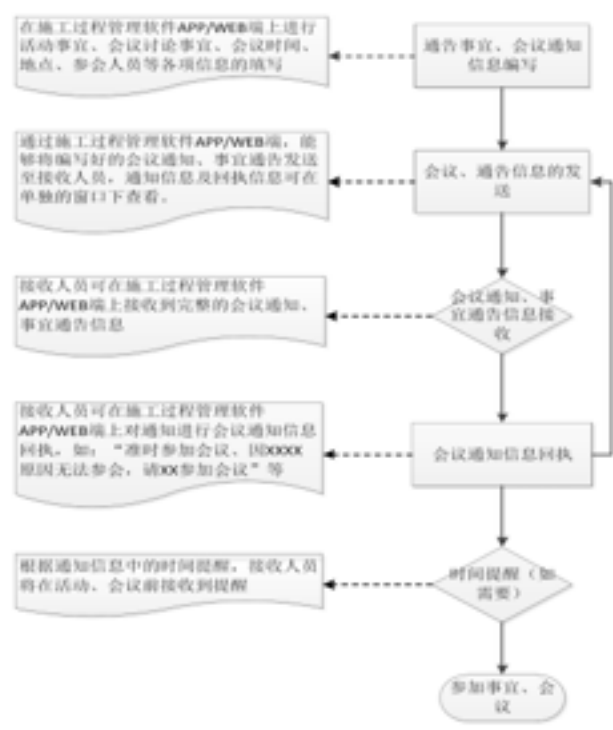 在施工过程管理软件APP/WEB端上进行
活动事宜、会议讨论事宜、会议时间、
地点、参会人员等各项信息的填写
通告事宜、会议通知
信息编写
通过施工过程管理软件APP/WEB端，能
够将编写好的会议通知、事宜通告发送
至接收人员，通知信息及回执信息可在
单独的窗口下查看。
会议、通告信息的发
送
接收人员可在施工过程管理软件
APP/WEB端上接收到完整的会议通知、
事宜通告信息
会议通知、事
宜通告信息接
收
接收人员可在施工过程管理软件
APP/WEB端上对通知进行会议通知信息
回执，如：“准时参加会议、因XXXX
原因无法参会，请XX参加会议”等
会议通知信息回执
根据通知信息中的时间提醒，接收人员
将在活动、会议前接收到提醒
时间提醒（如
需要）
参加事宜、会
议